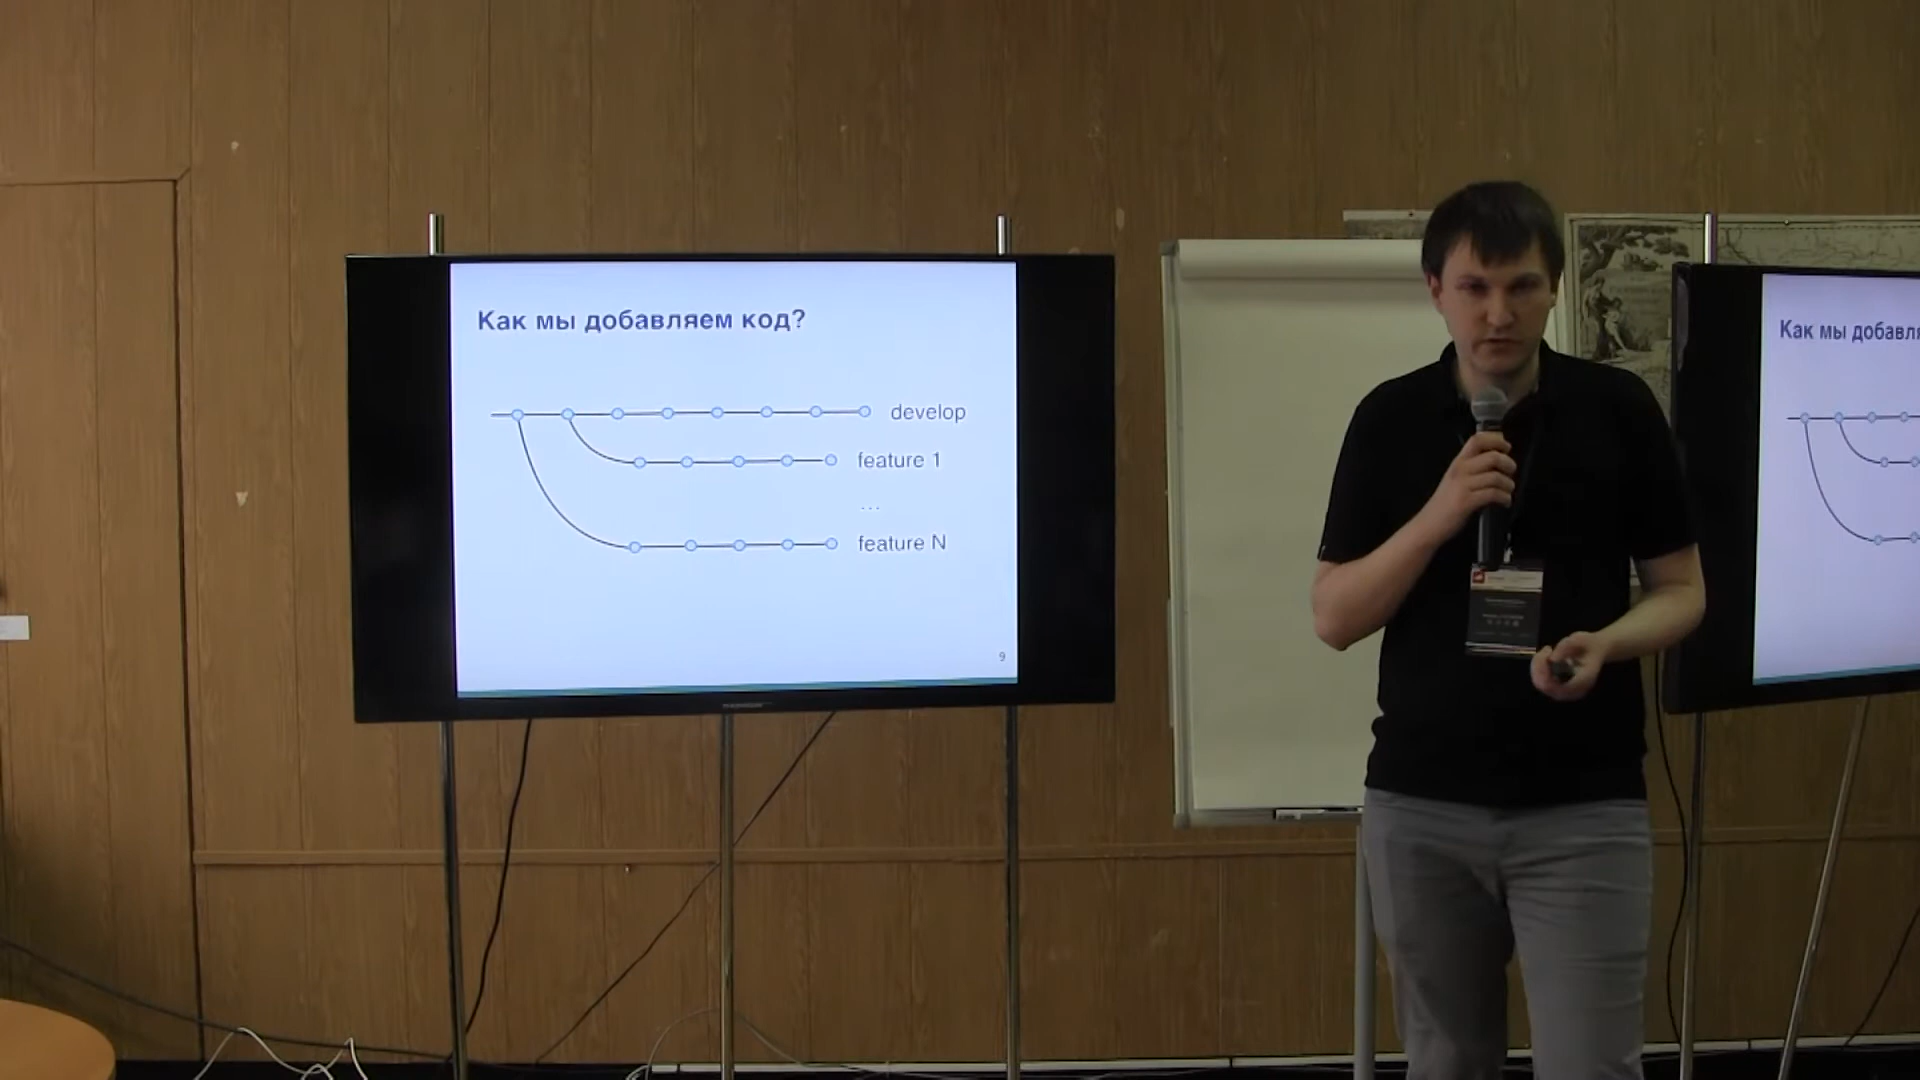 Как мы добавляем код?
develop
feature 1
...
feature N
9
Как мы добавля